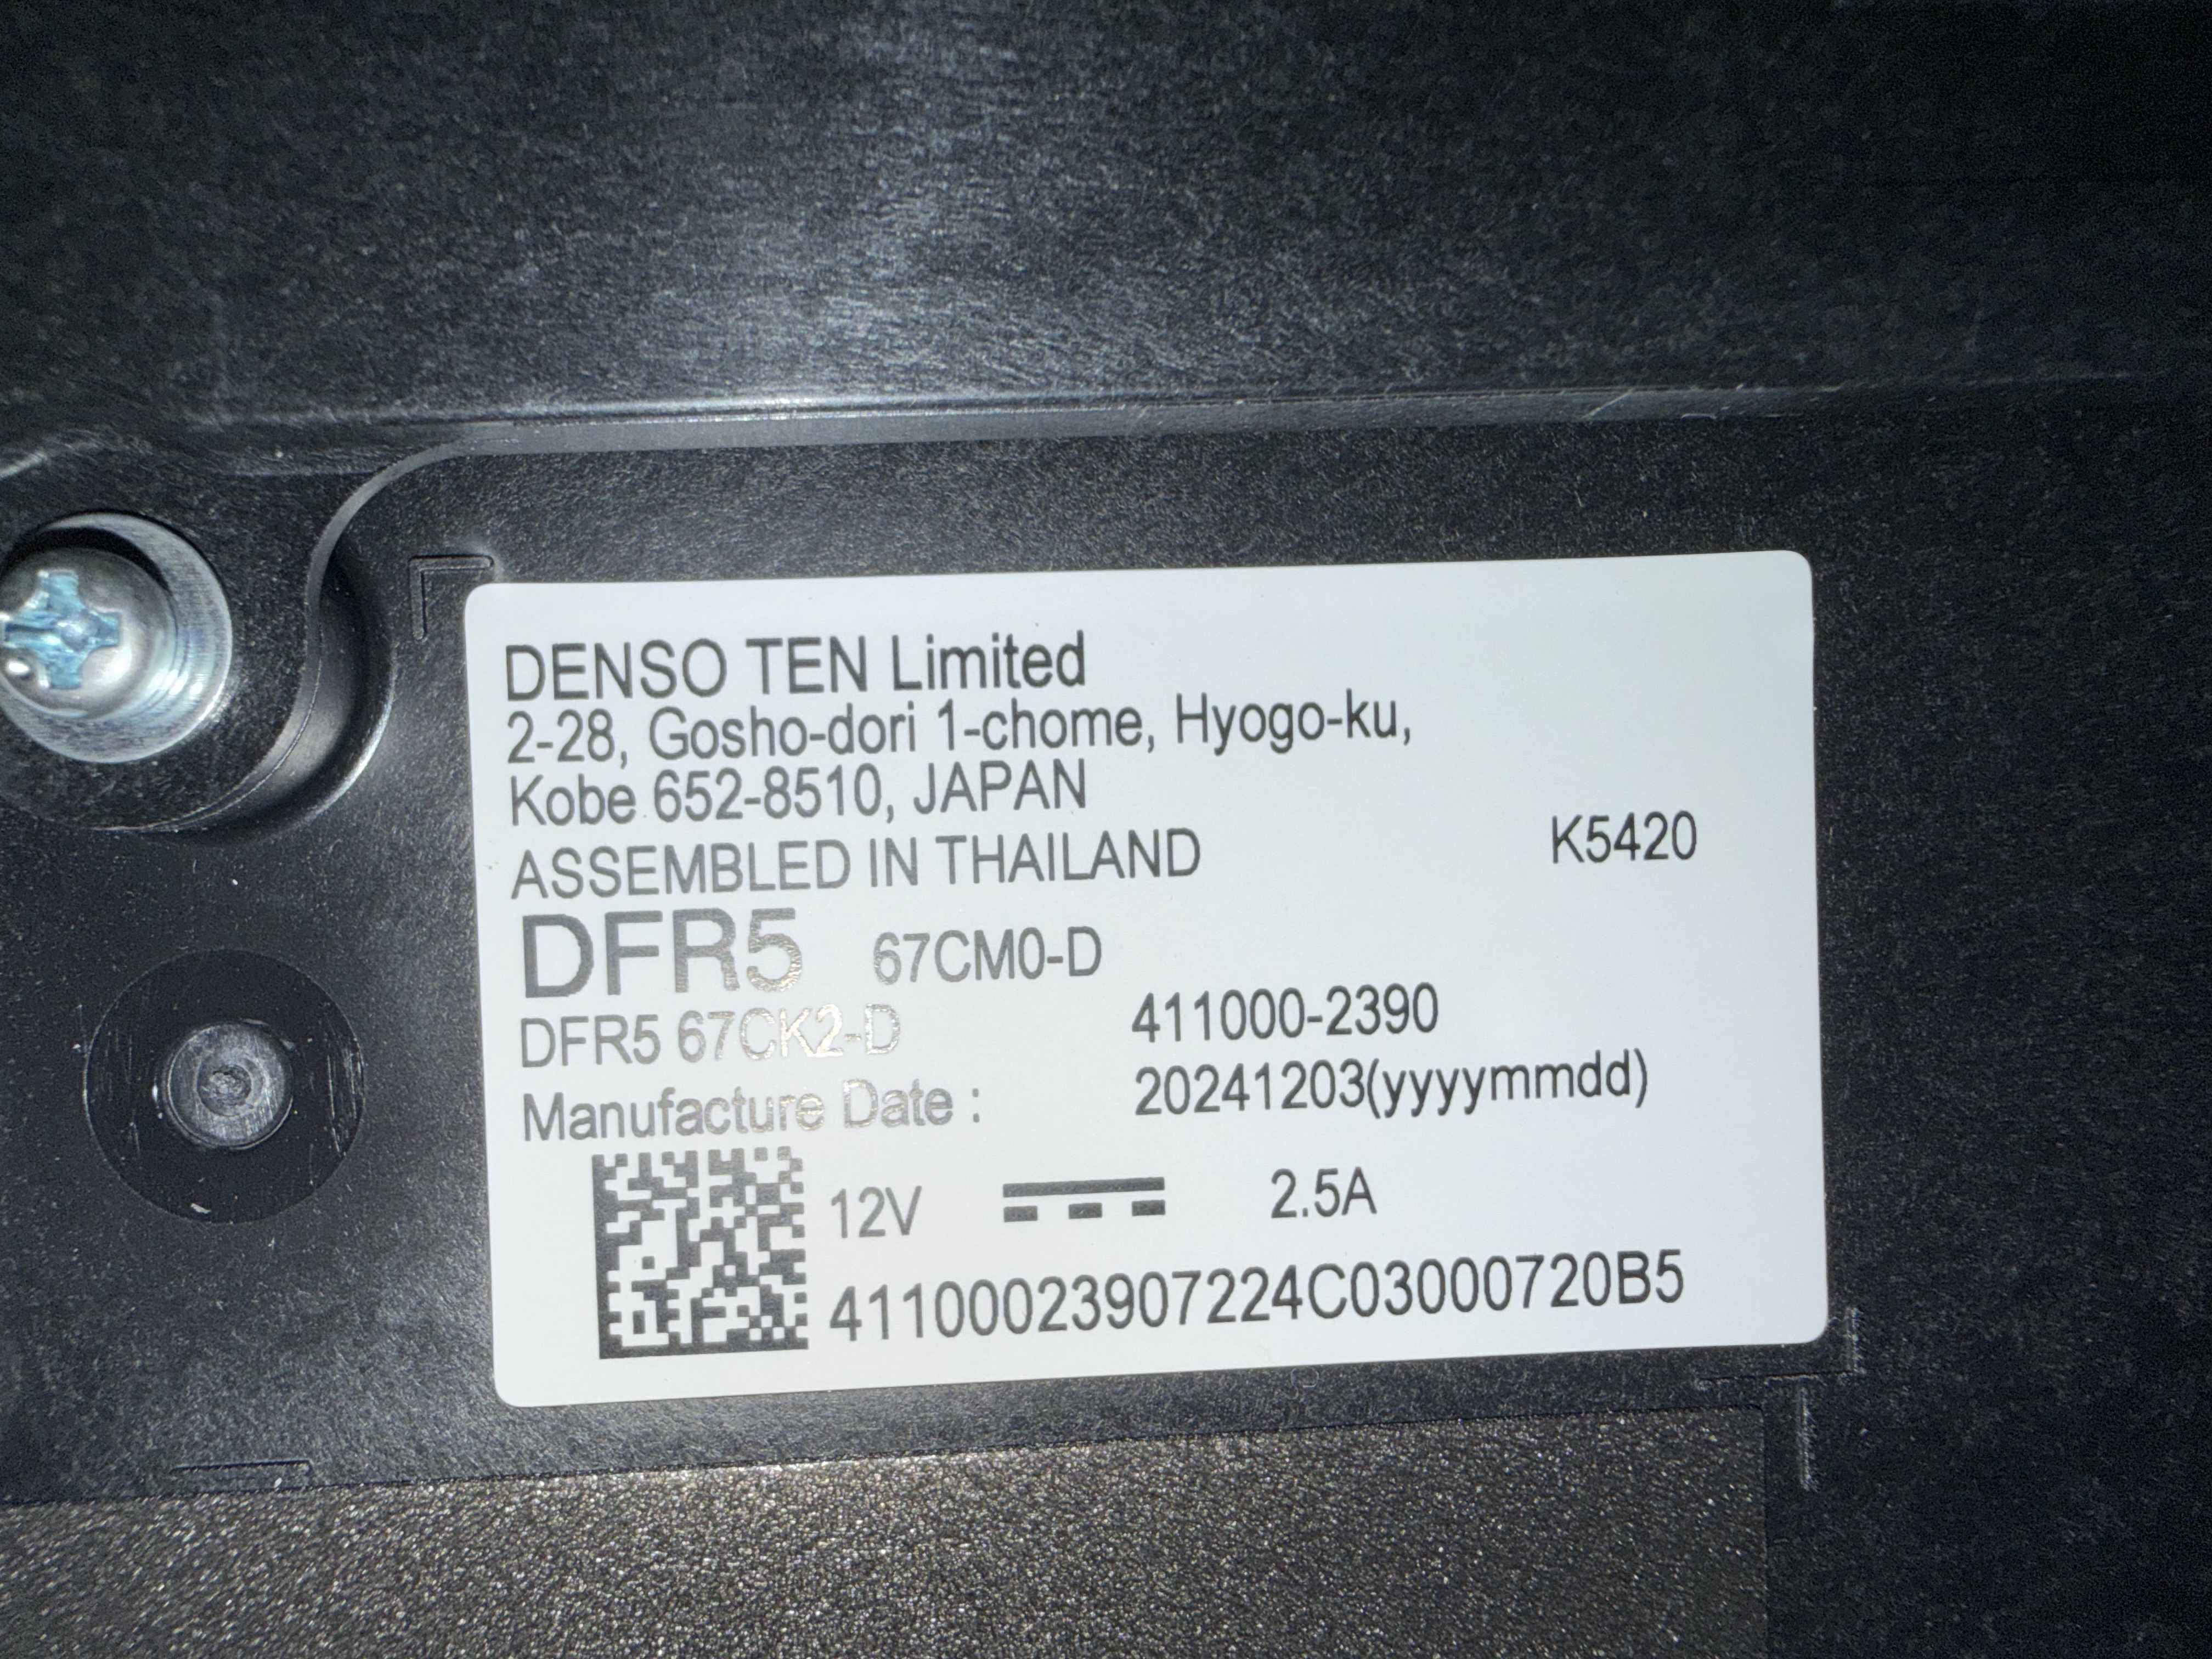 DENSO TEN Limited
2-28, Gosho-dori 1-chome, Hyogo-ku,
Kobe 652-8510, JAPAN
ASSEMBLED IN THAILAND K5420
DFR5 67CM0-D
DFR5 67CK2-D 411000-2390
Manufacture Date : 20241203(yyyymmdd)
12V 2.5A
41100023907224C03000720B5